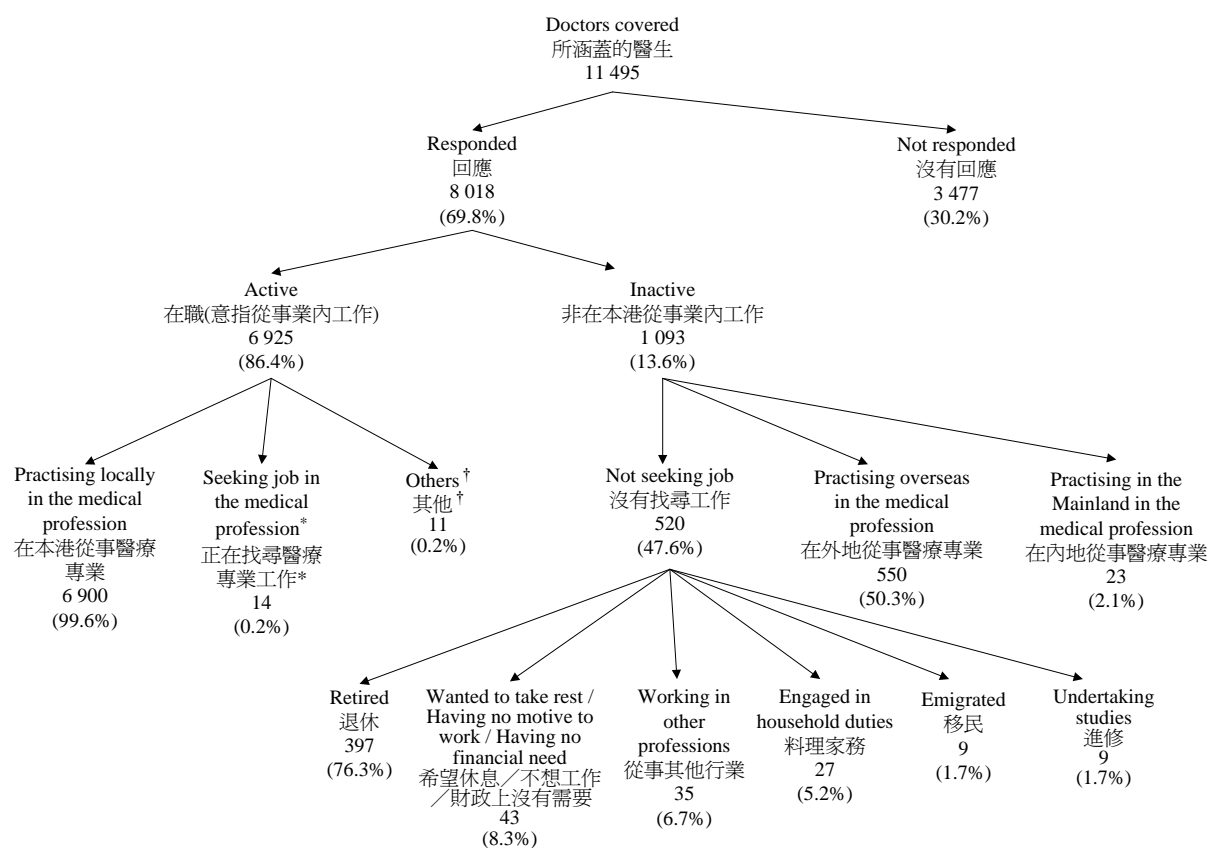 Doctors covered
所涵蓋的醫生
11 495
Responded
回應
8 018
(69.8%)
Not responded
沒有回應
3 477
(30.2%)
Active
在職(意指從事業內工作)
6 925
(86.4%)
Inactive
非在本港從事業內工作
1 093
(13.6%)
Practising locally
in the medical
profession
在本港從事醫療
專業
6 900
(99.6%)
Seeking job in
the medical
profession*
正在找尋醫療
專業工作*
14
(0.2%)
Others †
其他 †
11
(0.2%)
Not seeking job
沒有找尋工作
520
(47.6%)
Practising overseas
in the medical
profession
在外地從事醫療專業
550
(50.3%)
Practising in the
Mainland in the
medical profession
在內地從事醫療專業
23
(2.1%)
Retired
退休
397
(76.3%)
Wanted to take rest /
Having no motive to
work / Having no
financial need
希望休息／不想工作
／財政上沒有需要
43
(8.3%)
Working in
other
professions
從事其他行業
35
(6.7%)
Engaged in
household duties
料理家務
27
(5.2%)
Emigrated
移民
9
(1.7%)
Undertaking
studies
進修
9
(1.7%)